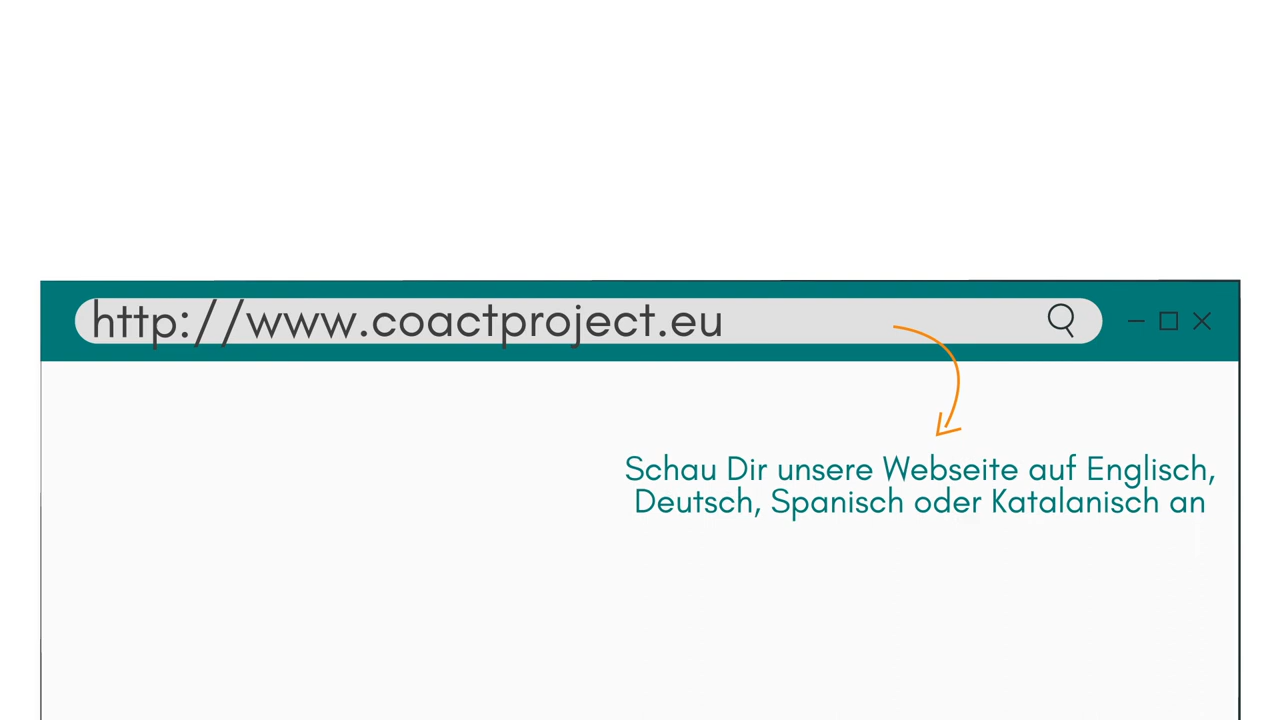 http://www.coactproject.eu
Schau Dir unsere Webseite auf Englisch,
Deutsch, Spanisch oder Katalanisch an